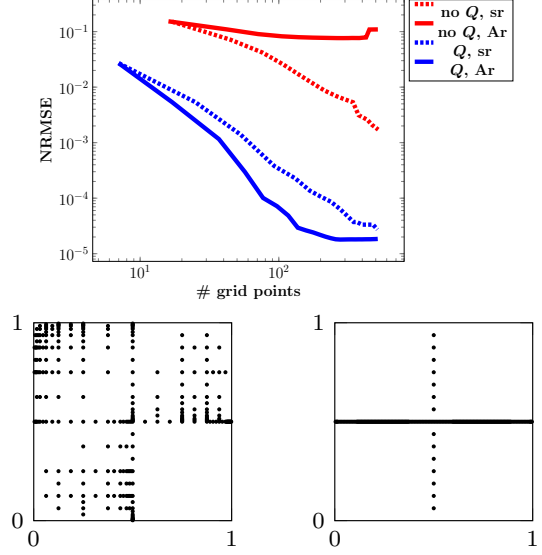 10⁻¹
10⁻²
10⁻³
10⁻⁴
10⁻⁵
NRMSE
10¹
10²
# grid points
no Q, sr
no Q, Ar
Q, sr
Q, Ar
1
0
0
1
1
0
0
1